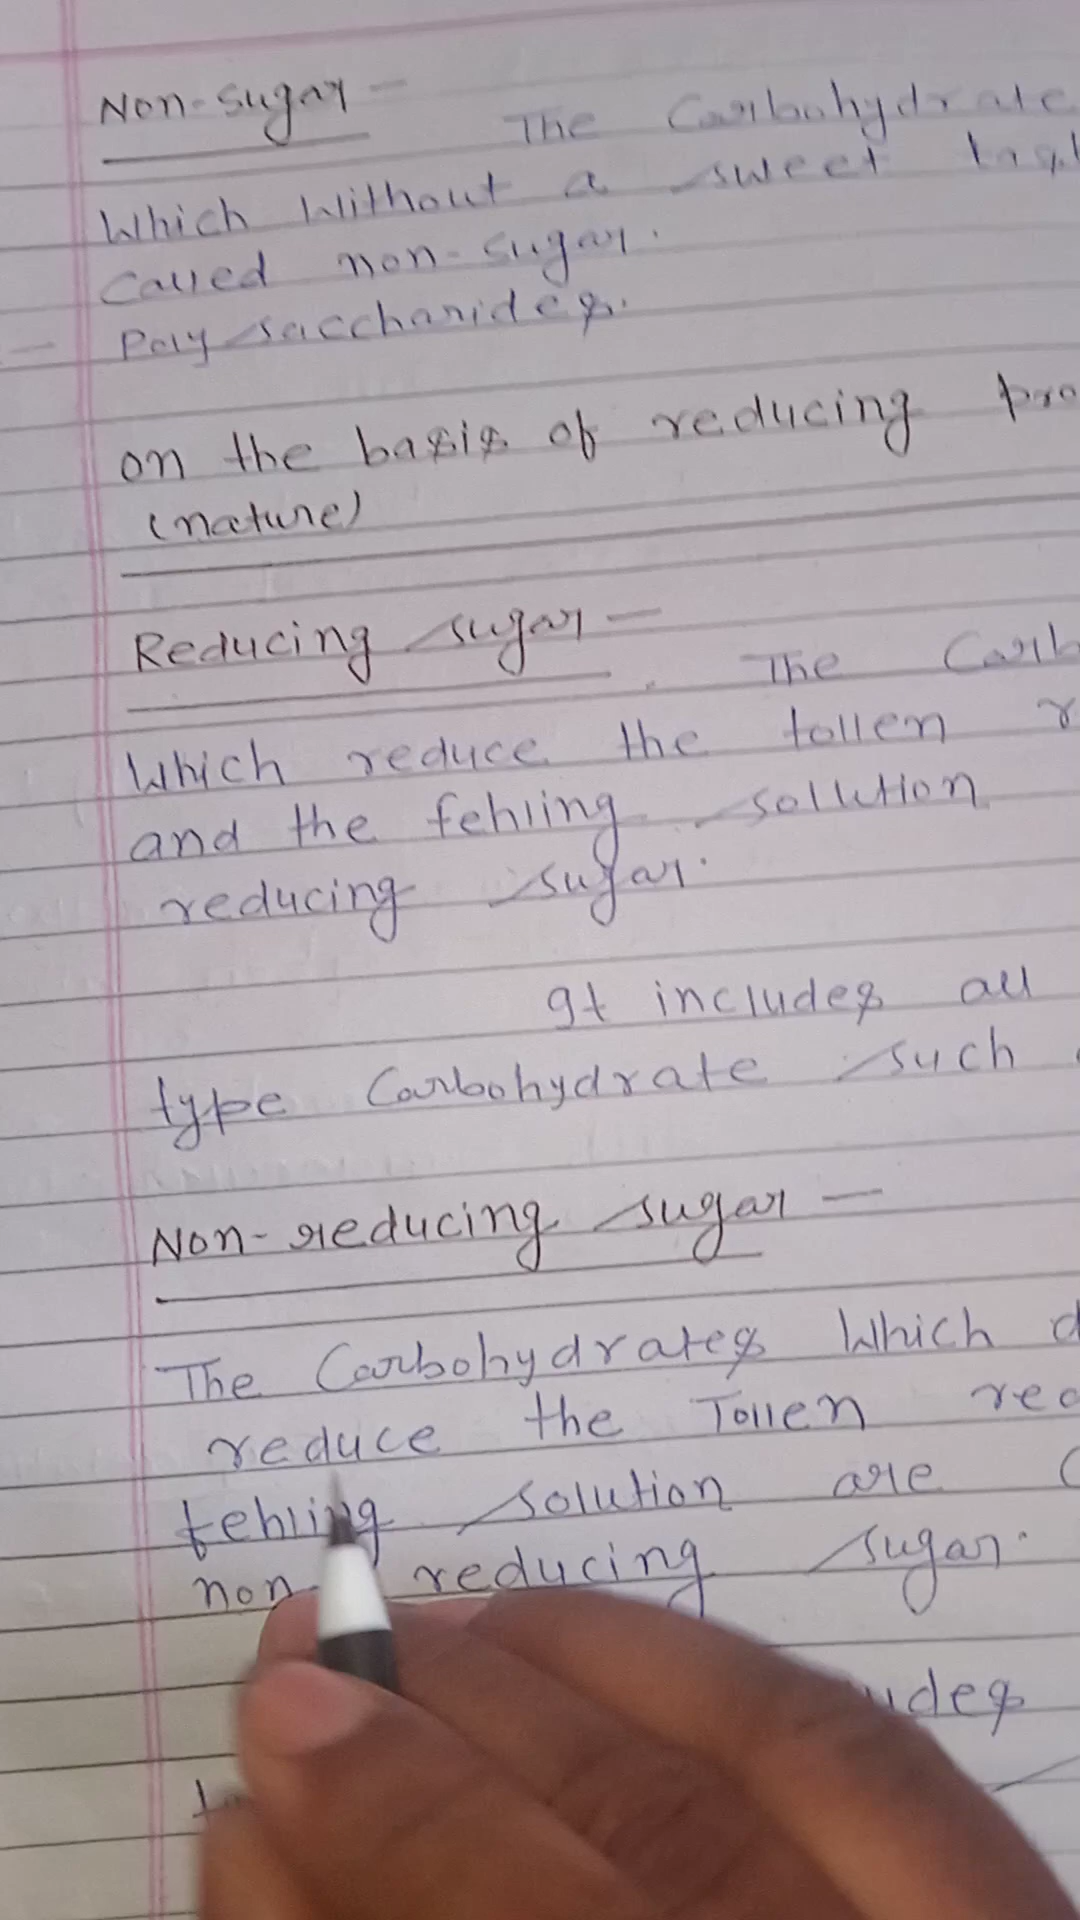 Non-sugar -
The Carbohydrate
Which Without a sweet
Called non-sugar.
- Polysaccharides.
on the basis of reducing
(nature)
Reducing sugar -
The
Which reduce the tollen
and the fehling sollution
reducing sugar.
It includes all
type Carbohydrate such
Non-reducing sugar -
The Carbohydrates Which
reduce the Tollen
fehling solution are
non-reducing sugar.